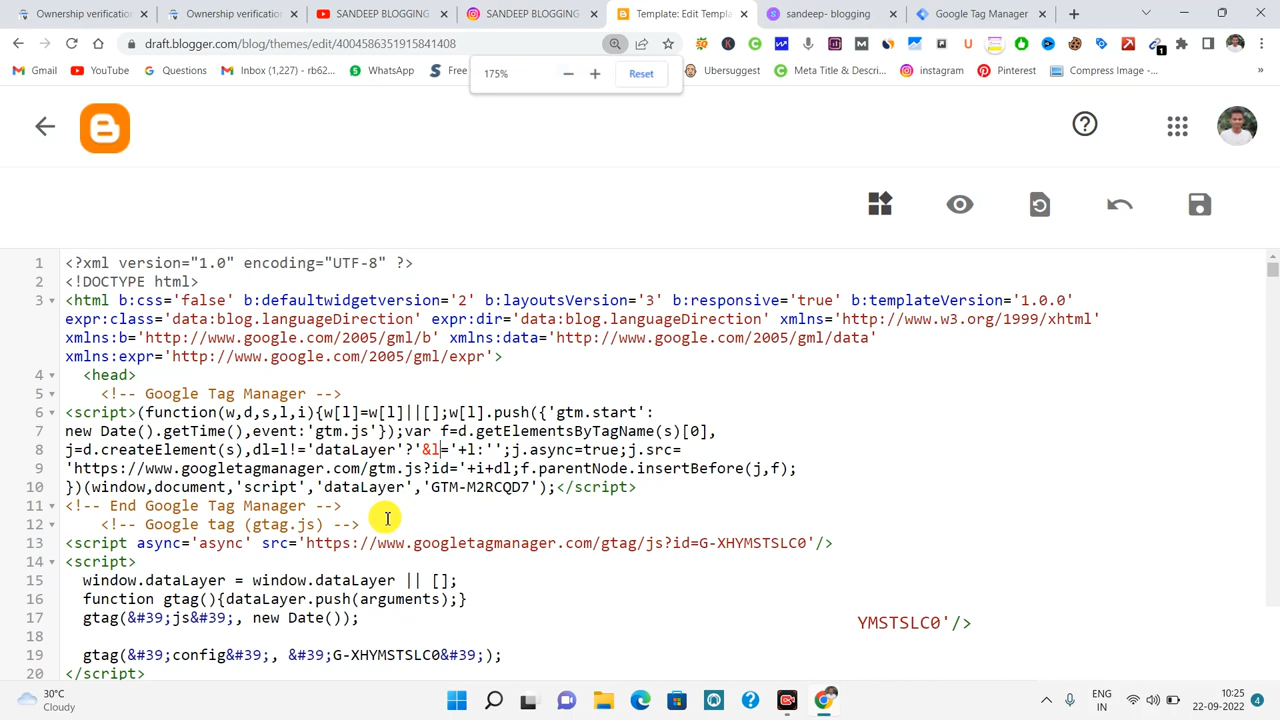 Ownership verificatio
Ownership verificatio
SANDEEP BLOGGING
SANDEEP BLOGGING
Template: Edit Templa
sandeep- blogging
Google Tag Manager
draft.blogger.com/blog/themes/edit/4004563519158414
Gmail
YouTube
Questions
Inbox (1,227) - rb62...
WhatsApp
Free
175%
Reset
Ubersuggest
Meta Title & Descri...
instagram
Pinterest
Compress Image -...
»
1 <?xml version="1.0" encoding="UTF-8" ?>
2 <!DOCTYPE html>
3 <html b:css='false' b:defaultwidgetversion='2' b:layoutsVersion='3' b:responsive='true' b:templateVersion='1.0.0'
expr:class='data:blog.languageDirection' expr:dir='data:blog.languageDirection' xmlns='http://www.w3.org/1999/xhtml'
xmlns:b='http://www.google.com/2005/gml/b' xmlns:data='http://www.google.com/2005/gml/data'
xmlns:expr='http://www.google.com/2005/gml/expr'>
4 <head>
5 <!-- Google Tag Manager -->
6 <script>(function(w,d,s,l,i){w[l]=w[l]||[];w[l].push({'gtm.start':
7 new Date().getTime(),event:'gtm.js'});var f=d.getElementsByTagName(s)[0],
8 j=d.createElement(s),dl=l!='dataLayer'?'&l='+l:'';j.async=true;j.src=
9 'https://www.googletagmanager.com/gtm.js?id='+i+dl;f.parentNode.insertBefore(j,f);
10 })(window,document,'script','dataLayer','GTM-M2RCQD7');</script>
11 <!-- End Google Tag Manager -->
12 <!-- Google tag (gtag.js) -->
13 <script async='async' src='https://www.googletagmanager.com/gtag/js?id=G-XHYMSTSLC0'/>
14 <script>
15 window.dataLayer = window.dataLayer || [];
16 function gtag(){dataLayer.push(arguments);}
17 gtag(&#39;js&#39;, new Date());
YMSTSLC0'/>
18
19 gtag(&#39;config&#39;, &#39;G-XHYMSTSLC0&#39;);
20 </script>
30°C
Cloudy
ENG
IN
10:25
22-09-2022
4